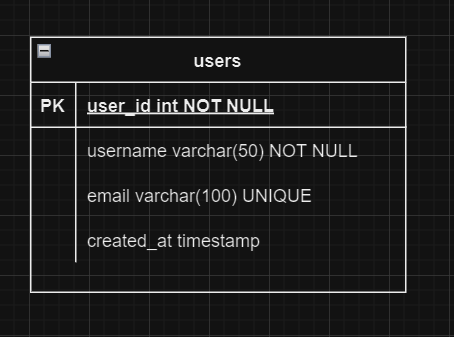 users
PK user_id int NOT NULL
username varchar(50) NOT NULL
email varchar(100) UNIQUE
created_at timestamp